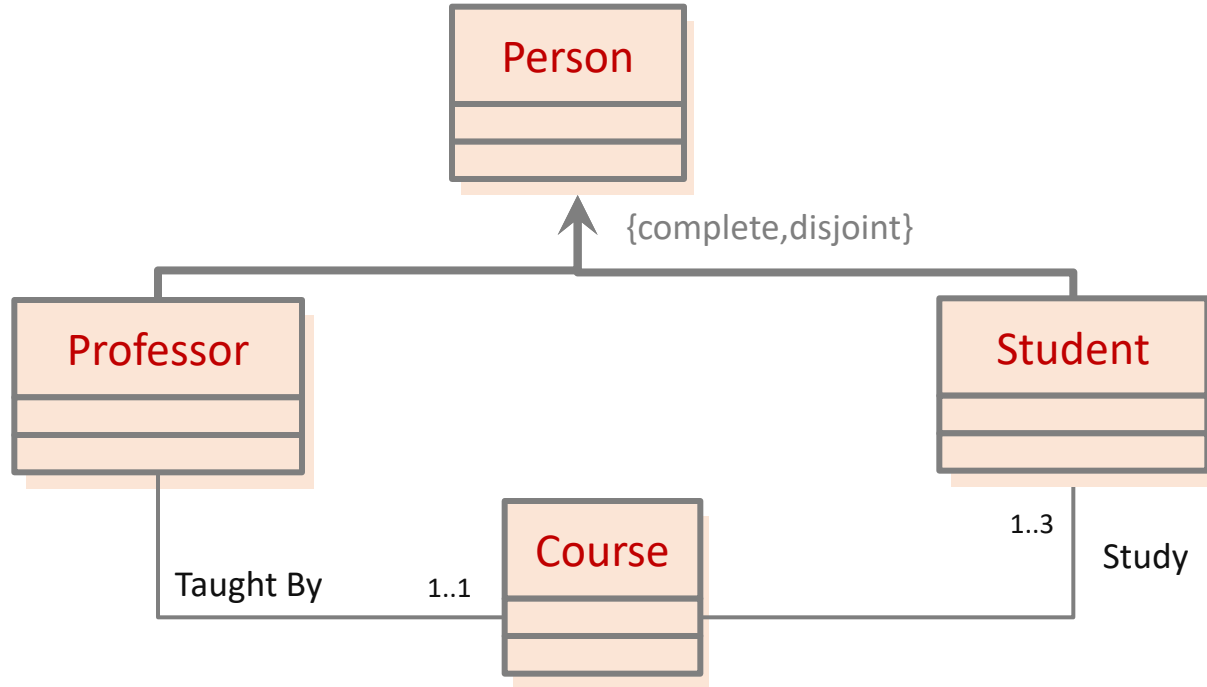 Person
{complete,disjoint}
Professor
Student
1..3
Course
Study
Taught By
1..1